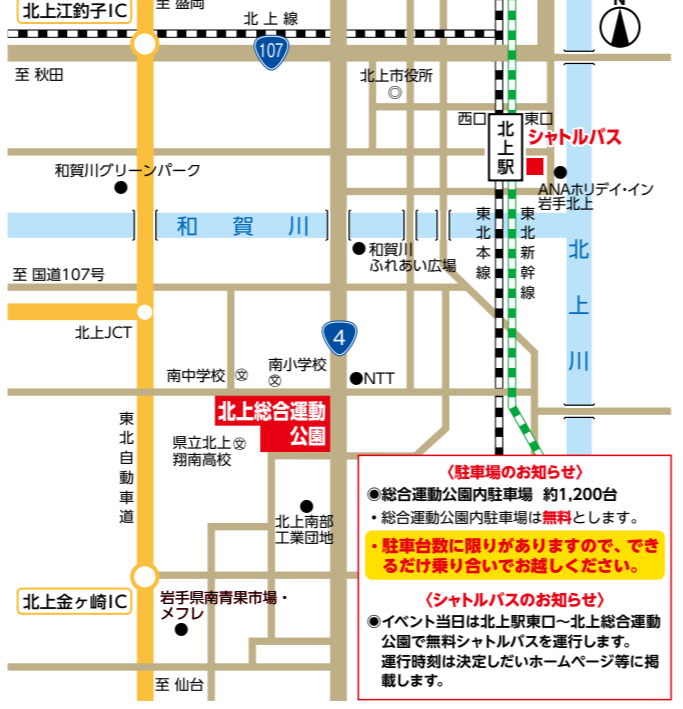 北上江釣子IC
至 盛岡
北上線
N
107
至 秋田
北上市役所
西口
東口
北上駅
シャトルバス
和賀川グリーンパーク
ANAホリデイ・イン
岩手北上
和賀川
東北本線
東北新幹線
北上川
和賀川
ふれあい広場
至 国道107号
北上JCT
4
南小学校
文
南中学校 文
NTT
北上総合運動
公園
県立北上 文
翔南高校
東北自動車道
北上南部
工業団地
北上金ヶ崎IC
岩手県南青果市場・
メフレ
至 仙台
〈駐車場のお知らせ〉
◉総合運動公園内駐車場 約1,200台
・総合運動公園内駐車場は無料とします。
・駐車台数に限りがありますので、でき
るだけ乗り合いでお越しください。
〈シャトルバスのお知らせ〉
◉イベント当日は北上駅東口～北上総合運動
公園で無料シャトルバスを運行します。
運行時刻は決定しだいホームページ等に掲
載します。